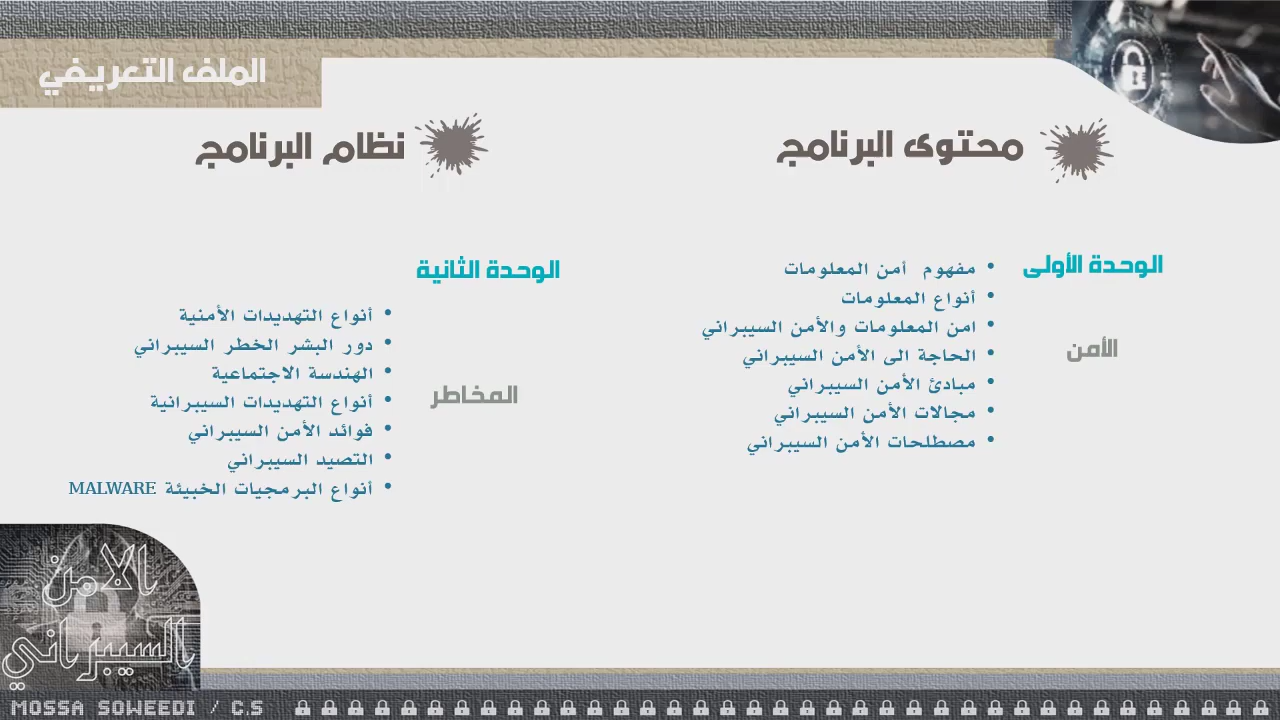 الملف التعريفي
محتوى البرنامج
نظام البرنامج
الوحدة الأولى
الأمن
• مفهوم أمن المعلومات
• أنواع المعلومات
• امن المعلومات والأمن السيبراني
• الحاجة الى الأمن السيبراني
• مبادئ الأمن السيبراني
• مجالات الأمن السيبراني
• مصطلحات الأمن السيبراني
الوحدة الثانية
المخاطر
• أنواع التهديدات الأمنية
• دور البشر الخطر السيبراني
• الهندسة الاجتماعية
• أنواع التهديدات السيبرانية
• فوائد الأمن السيبراني
• التصيد السيبراني
• أنواع البرمجيات الخبيئة MALWARE
الامن
السيبراني
MOSSA SOWEEDI / C.S